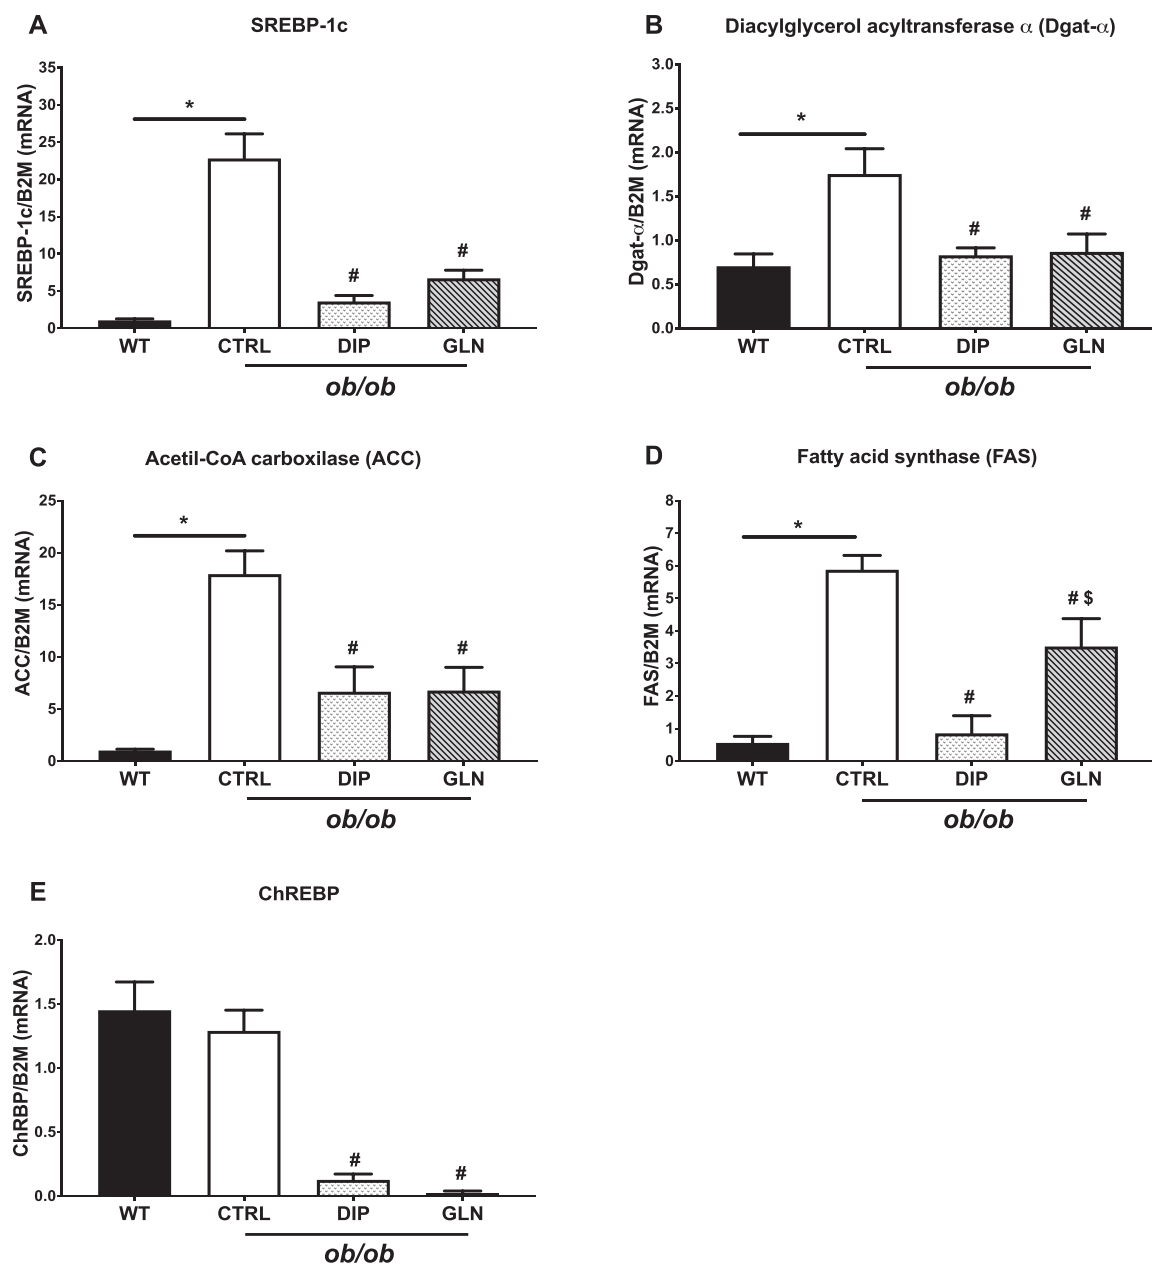 A
SREBP-1c
SREBP-1c/B2M (mRNA)
35
30
25
20
15
10
5
0
*
#
#
WT CTRL DIP GLN
ob/ob
B
Diacylglycerol acyltransferase α (Dgat-α)
Dgat-α/B2M (mRNA)
3.0
2.5
2.0
1.5
1.0
0.5
0.0
*
#
#
WT CTRL DIP GLN
ob/ob
C
Acetil-CoA carboxilase (ACC)
ACC/B2M (mRNA)
25
20
15
10
5
0
*
#
#
WT CTRL DIP GLN
ob/ob
D
Fatty acid synthase (FAS)
FAS/B2M (mRNA)
8
7
6
5
4
3
2
1
0
*
#
# $
WT CTRL DIP GLN
ob/ob
E
ChREBP
ChRBP/B2M (mRNA)
2.0
1.5
1.0
0.5
0.0
#
#
WT CTRL DIP GLN
ob/ob